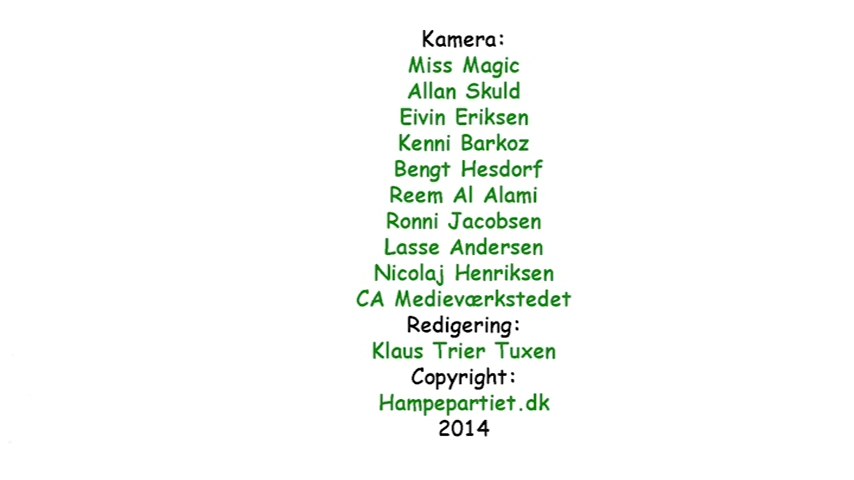 Kamera:
Miss Magic
Allan Skuld
Eivin Eriksen
Kenni Barkoz
Bengt Hesdorf
Reem Al Alami
Ronni Jacobsen
Lasse Andersen
Nicolaj Henriksen
CA Medieværkstedet
Redigering:
Klaus Trier Tuxen
Copyright:
Hampepartiet.dk
2014